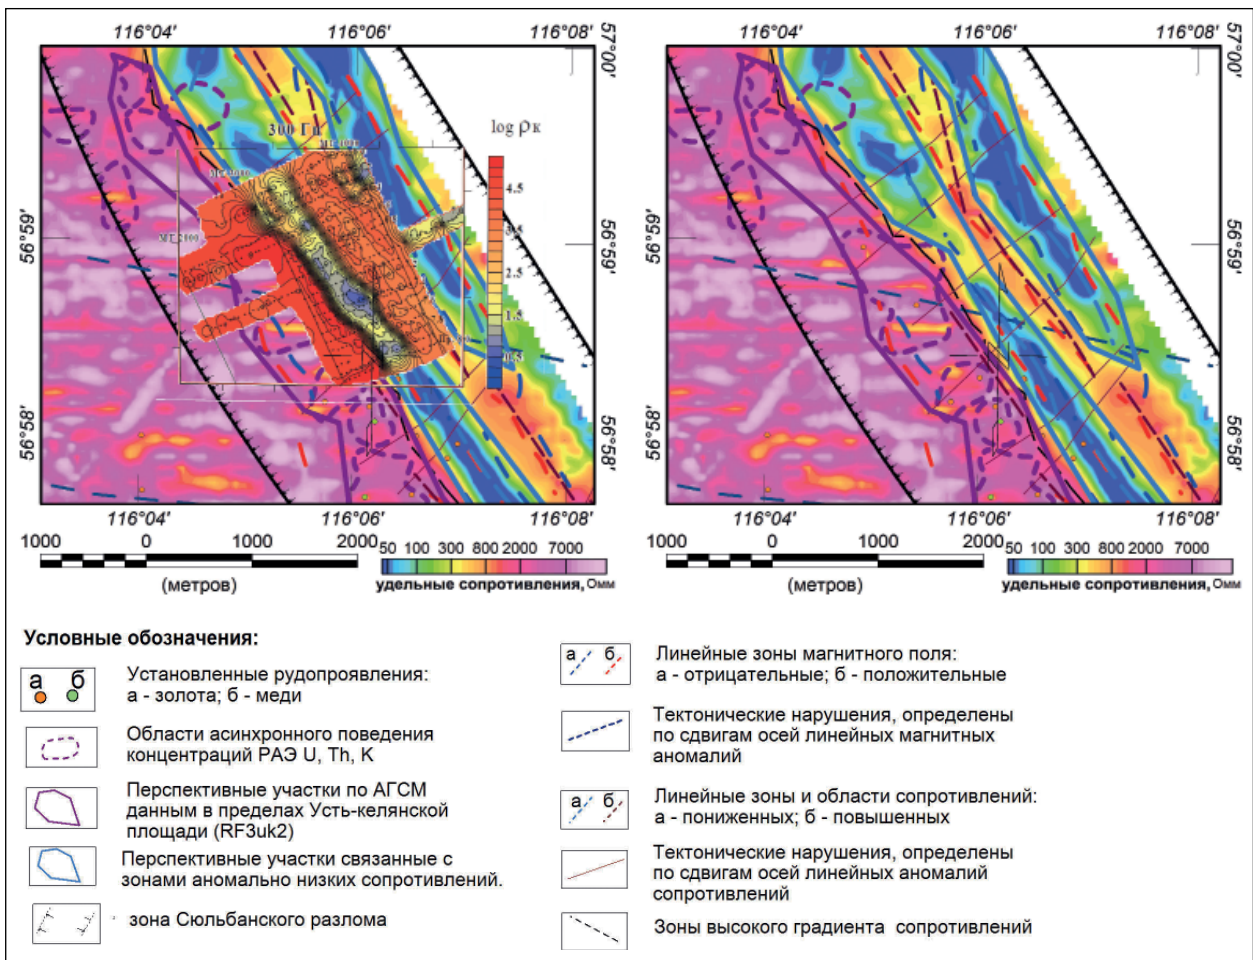 116°04'
116°06'
116°08'
57°00'
116°04'
116°06'
116°08'
57°00'
300 Гц
log ρк
4.5
3.5
2.5
1.5
0.5
МТ 2000
56°59'
56°59'
56°59'
56°59'
56°58'
56°58'
56°58'
56°58'
116°04'
116°06'
116°08'
116°04'
116°06'
116°08'
1000 0 1000 2000
(метров)
50 100 300 800 2000 7000
удельные сопротивления, Омм
1000 0 1000 2000
(метров)
50 100 300 800 2000 7000
удельные сопротивления, Омм
Условные обозначения:
а б
Установленные рудопроявления:
а - золота; б - меди
Области асинхронного поведения
концентраций РАЭ U, Th, K
Перспективные участки по АГСМ
данным в пределах Усть-келянской
площади (RF3uk2)
Перспективные участки связанные с
зонами аномально низких сопротивлений.
зона Сюльбанского разлома
а б
Линейные зоны магнитного поля:
а - отрицательные; б - положительные
Тектонические нарушения, определены
по сдвигам осей линейных магнитных
аномалий
а б
Линейные зоны и области сопротивлений:
а - пониженных; б - повышенных
Тектонические нарушения, определены
по сдвигам осей линейных аномалий
сопротивлений
Зоны высокого градиента сопротивлений